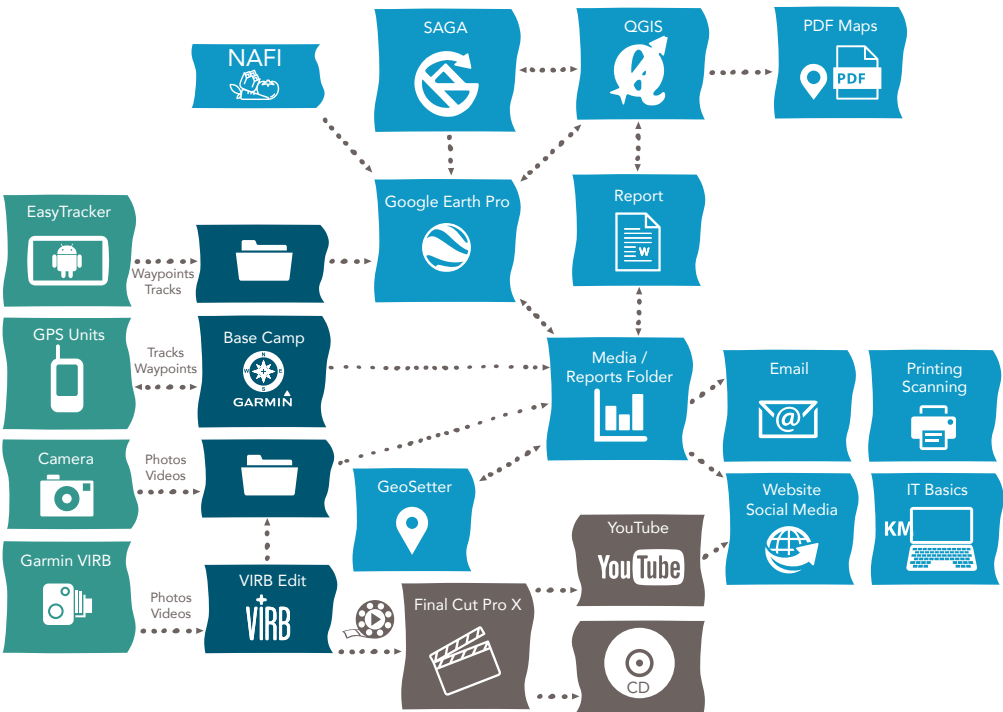 NAFI
SAGA
QGIS
PDF Maps
PDF
EasyTracker
Waypoints
Tracks
Google Earth Pro
Report
W
GPS Units
Tracks
Waypoints
Base Camp
N
W E
S
GARMIN
Media /
Reports Folder
Email
@
Printing
Scanning
Camera
Photos
Videos
GeoSetter
Website
Social Media
IT Basics
KM
Garmin VIRB
Photos
Videos
VIRB Edit
VIRB
Final Cut Pro X
YouTube
You Tube
CD